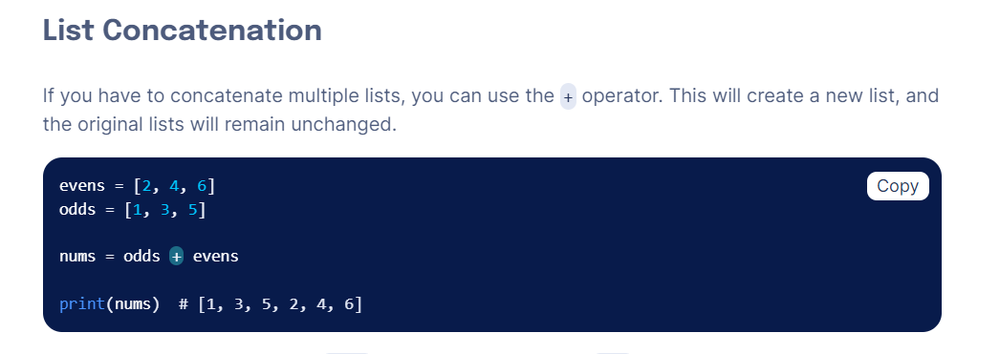 List Concatenation
If you have to concatenate multiple lists, you can use the + operator. This will create a new list, and
the original lists will remain unchanged.
Copy
evens = [2, 4, 6]
odds = [1, 3, 5]
nums = odds + evens
print(nums)  # [1, 3, 5, 2, 4, 6]